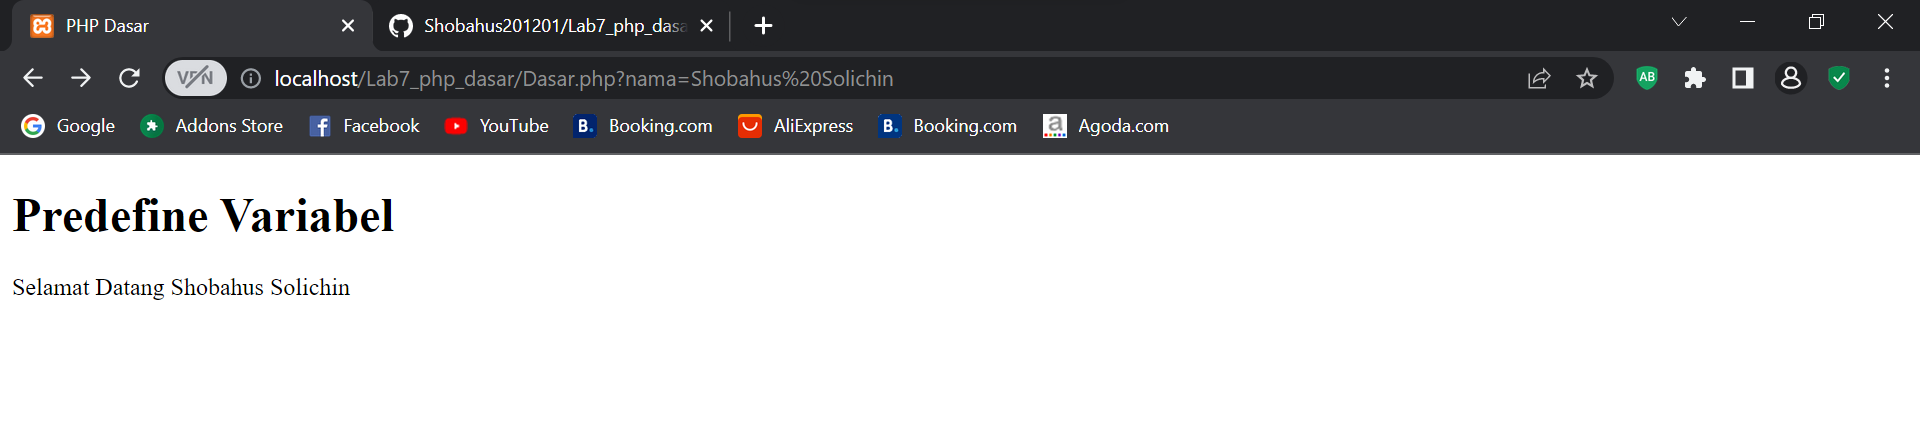 PHP Dasar
Shobahus201201/Lab7_php_dasa
VPN
localhost/Lab7_php_dasar/Dasar.php?nama=Shobahus%20Solichin
AB
Google Addons Store Facebook YouTube B. Booking.com AliExpress B. Booking.com a Agoda.com
Predefine Variabel
Selamat Datang Shobahus Solichin